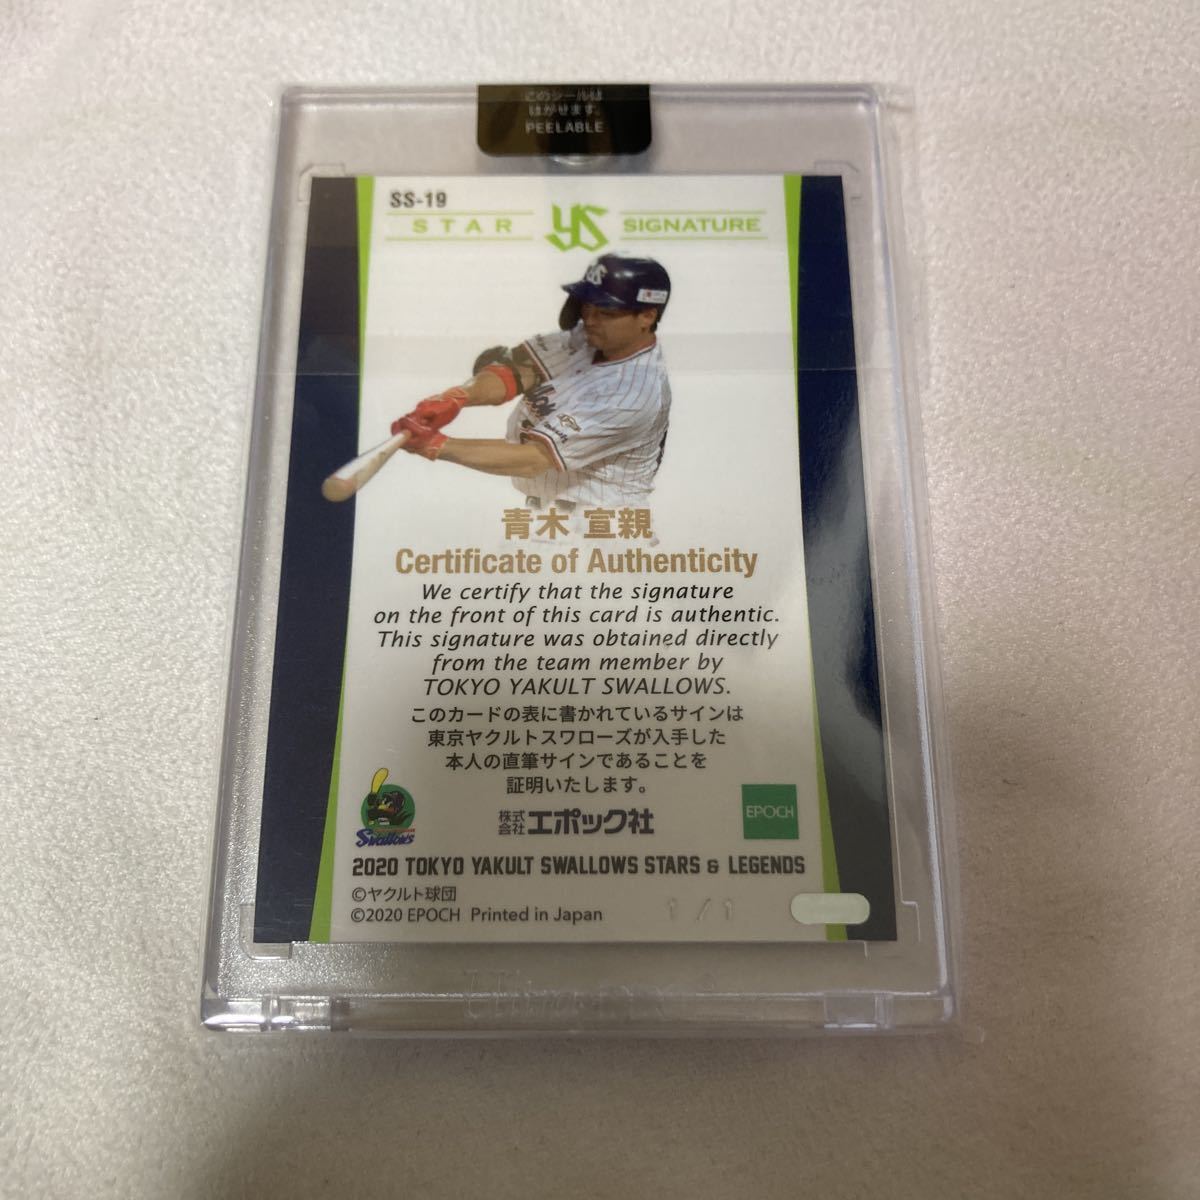 このシールは
はがせます。
PEELABLE
SS-19
STAR YS SIGNATURE
青木 宣親
Certificate of Authenticity
We certify that the signature
on the front of this card is authentic.
This signature was obtained directly
from the team member by
TOKYO YAKULT SWALLOWS.
このカードの表に書かれているサインは
東京ヤクルトスワローズが入手した
本人の直筆サインであることを
証明いたします。
Swallows
株式会社エポック社
EPOCH
2020 TOKYO YAKULT SWALLOWS STARS & LEGENDS
©ヤクルト球団
©2020 EPOCH Printed in Japan
1/1